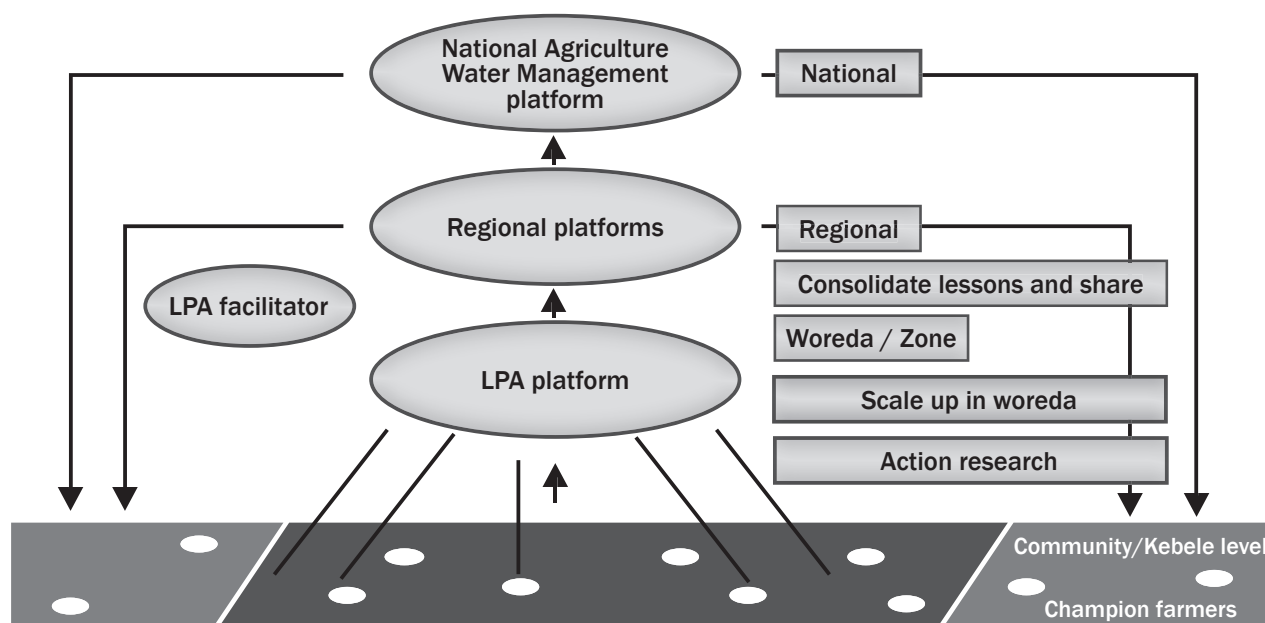 National Agriculture
Water Management
platform
National
Regional platforms
Regional
LPA facilitator
Consolidate lessons and share
Woreda / Zone
LPA platform
Scale up in woreda
Action research
Community/Kebele level
Champion farmers